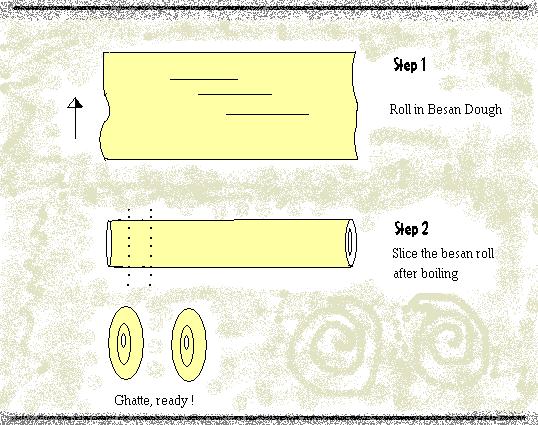 Step 1
Roll in Besan Dough
Step 2
Slice the besan roll
after boiling
Ghatte, ready !